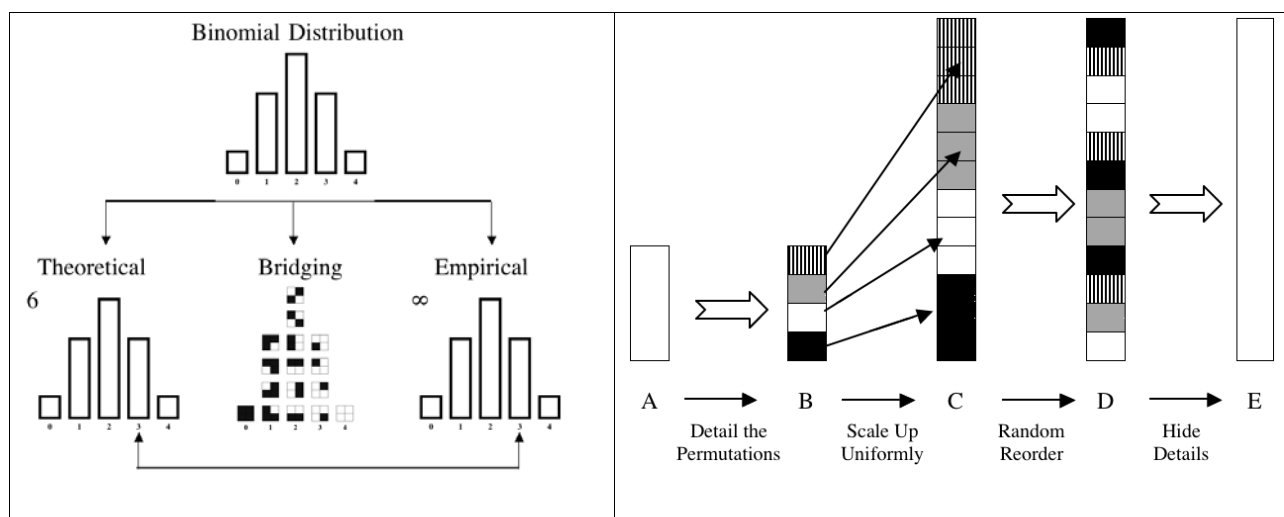 Binomial Distribution
0 1 2 3 4
Theoretical Bridging Empirical
6 ∞
0 1 2 3 4 0 1 2 3 4 0 1 2 3 4
A B C D E
Detail the Scale Up Random Hide
Permutations Uniformly Reorder Details